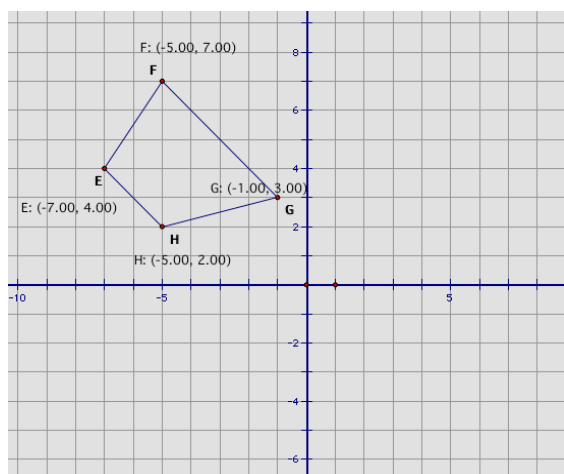 F: (-5.00, 7.00)
8
F
6
4
E
G: (-1.00, 3.00)
E: (-7.00, 4.00)
G
2
H
H: (-5.00, 2.00)
-10
-5
5
-2
-4
-6